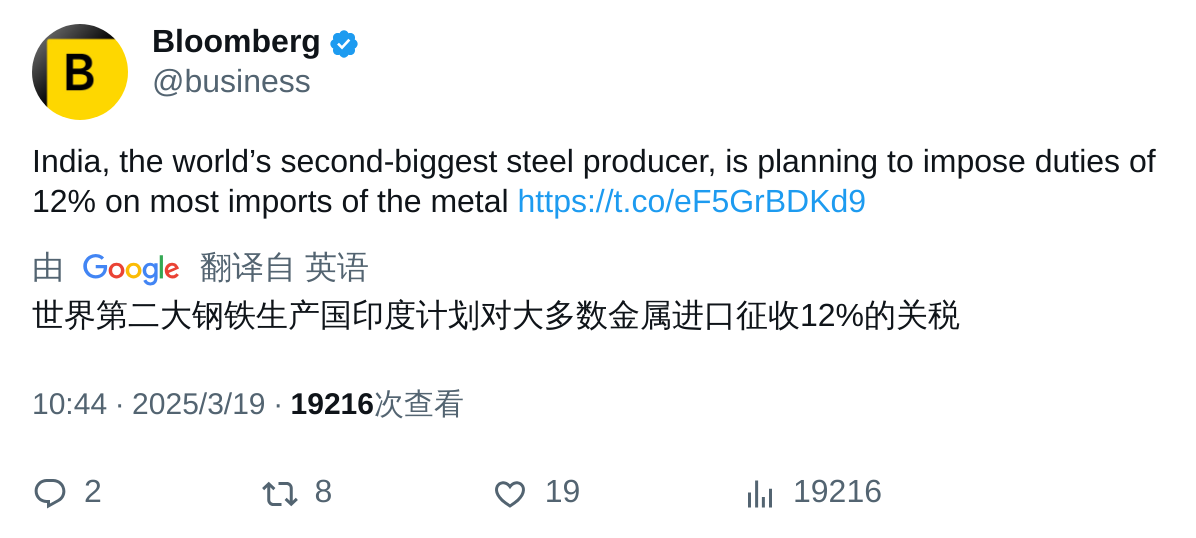 B
Bloomberg
@business
India, the world’s second-biggest steel producer, is planning to impose duties of
12% on most imports of the metal https://t.co/eF5GrBDKd9
由 Google 翻译自 英语
世界第二大钢铁生产国印度计划对大多数金属进口征收12%的关税
10:44 · 2025/3/19 · 19216次查看
2 8 19 19216